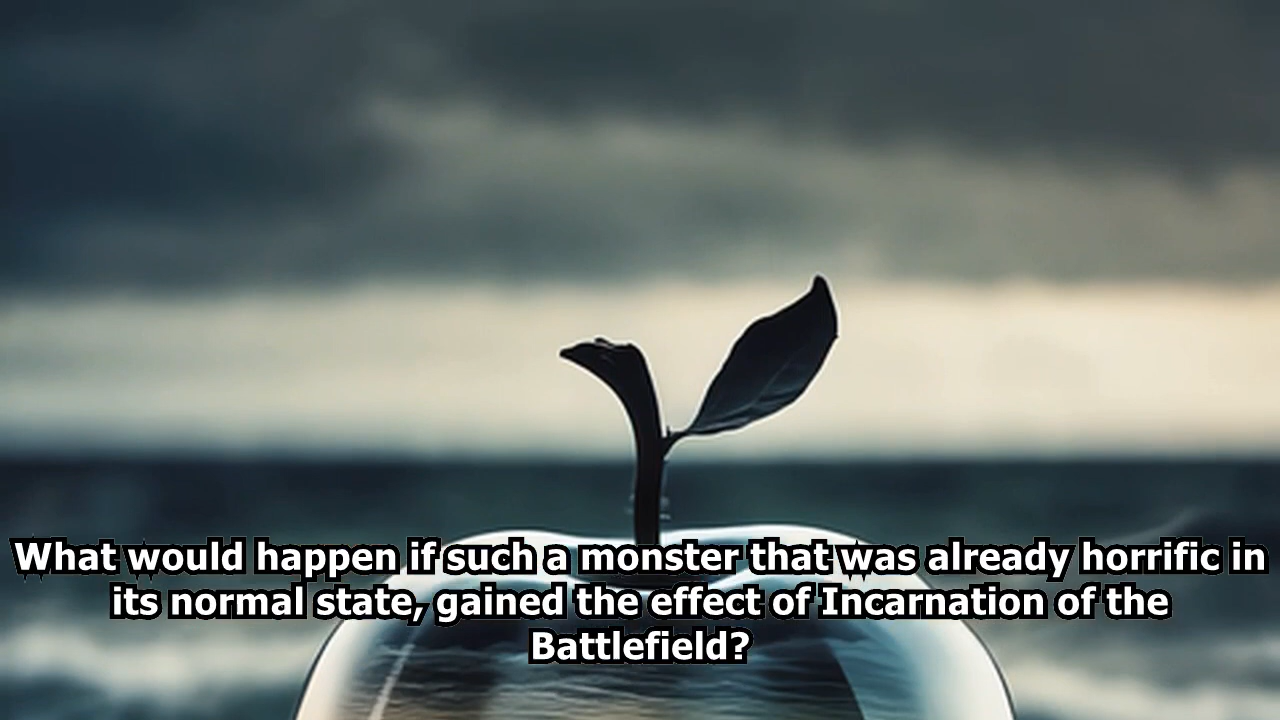 What would happen if such a monster that was already horrific in
its normal state, gained the effect of Incarnation of the
Battlefield?